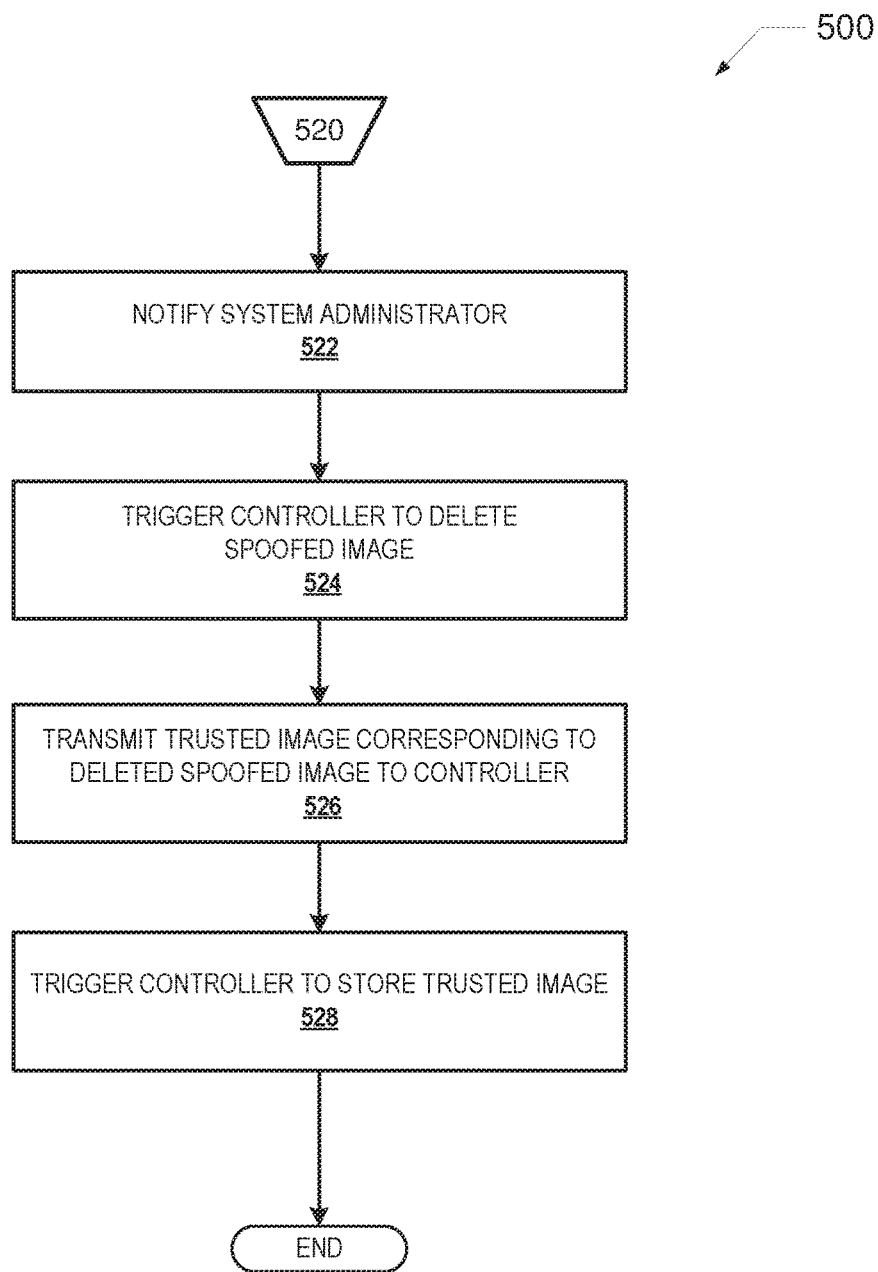 500
520
NOTIFY SYSTEM ADMINISTRATOR
522
TRIGGER CONTROLLER TO DELETE
SPOOFED IMAGE
524
TRANSMIT TRUSTED IMAGE CORRESPONDING TO
DELETED SPOOFED IMAGE TO CONTROLLER
526
TRIGGER CONTROLLER TO STORE TRUSTED IMAGE
528
END